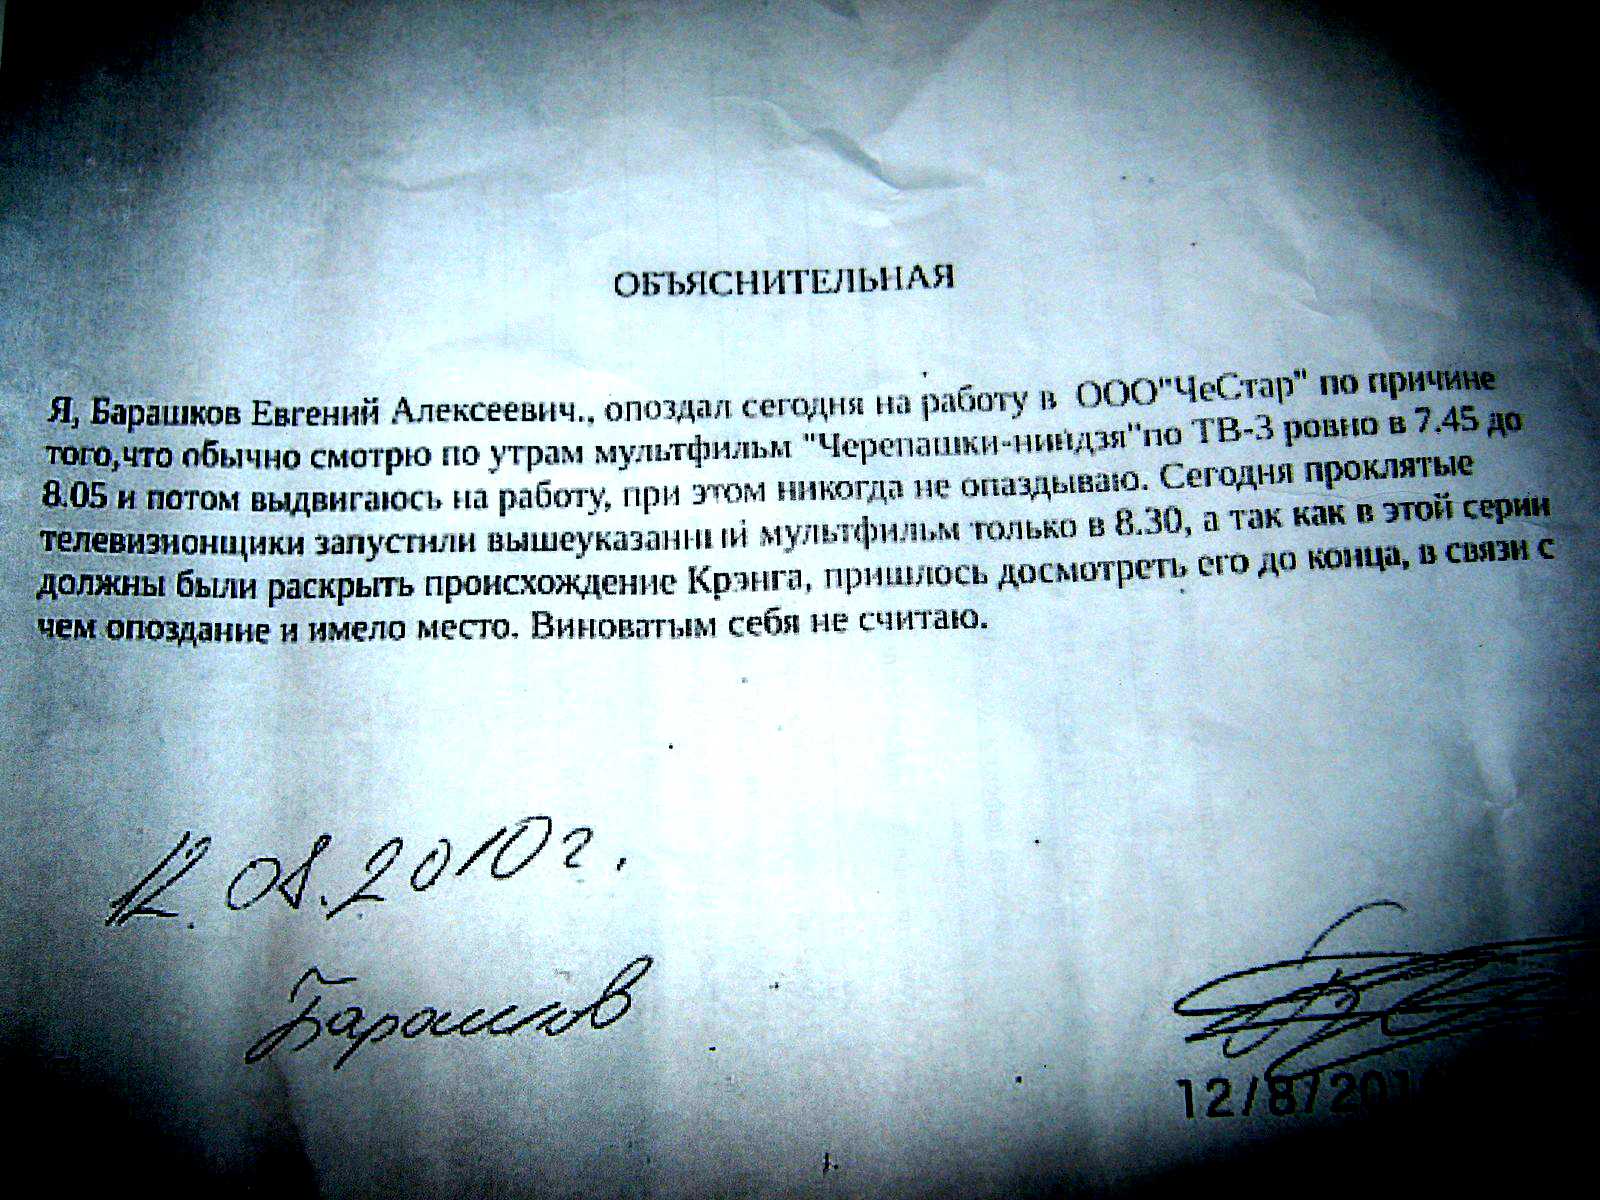 ОБЪЯСНИТЕЛЬНАЯ
Я, Барашков Евгений Алексеевич., опоздал сегодня на работу в ООО"ЧеСтар" по причине
того,что обычно смотрю по утрам мультфильм "Черепашки-ниндзя"по ТВ-3 ровно в 7.45 до
8.05 и потом выдвигаюсь на работу, при этом никогда не опаздываю. Сегодня проклятые
телевизионщики запустили вышеуказанный мультфильм только в 8.30, а так как в этой серии
должны были раскрыть происхождение Крэнга, пришлось досмотреть его до конца, в связи с
чем опоздание и имело место. Виноватым себя не считаю.
12.08.2010г.
Барашков
12/8/201